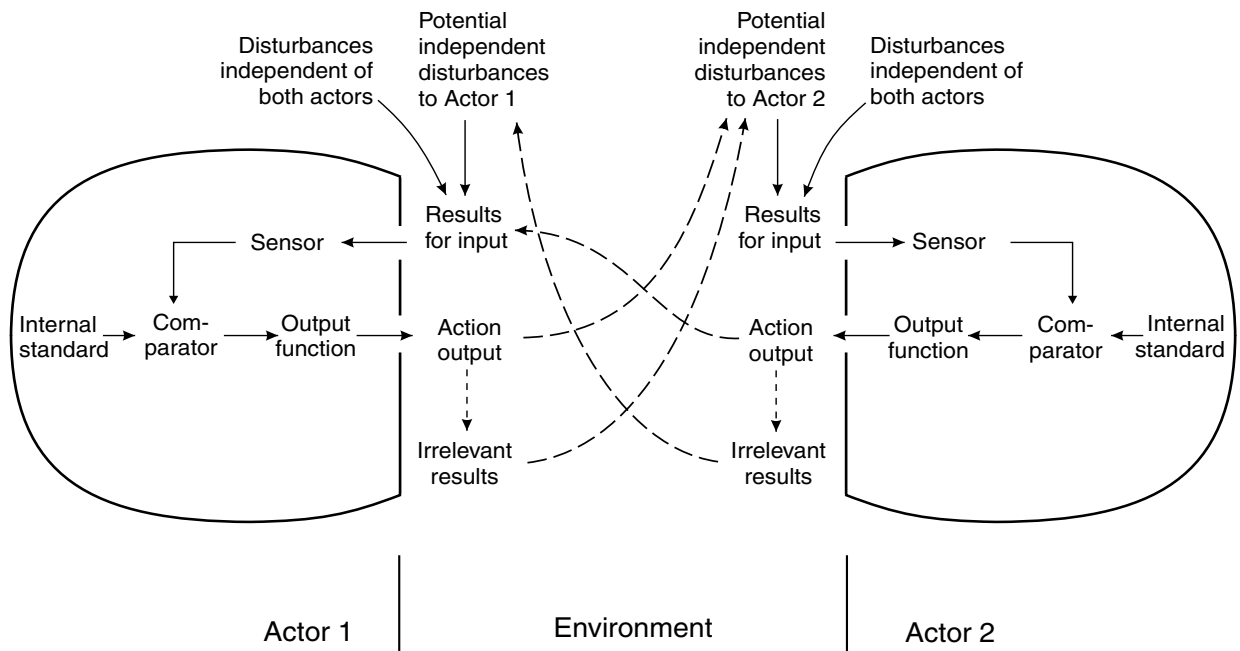 Potential
independent
disturbances
to Actor 1
Disturbances
independent of
both actors
Potential
independent
disturbances
to Actor 2
Disturbances
independent of
both actors
Results
for input
Sensor
Internal
standard
Com-
parator
Output
function
Action
output
Irrelevant
results
Results
for input
Sensor
Action
output
Output
function
Com-
parator
Internal
standard
Irrelevant
results
Actor 1
Environment
Actor 2